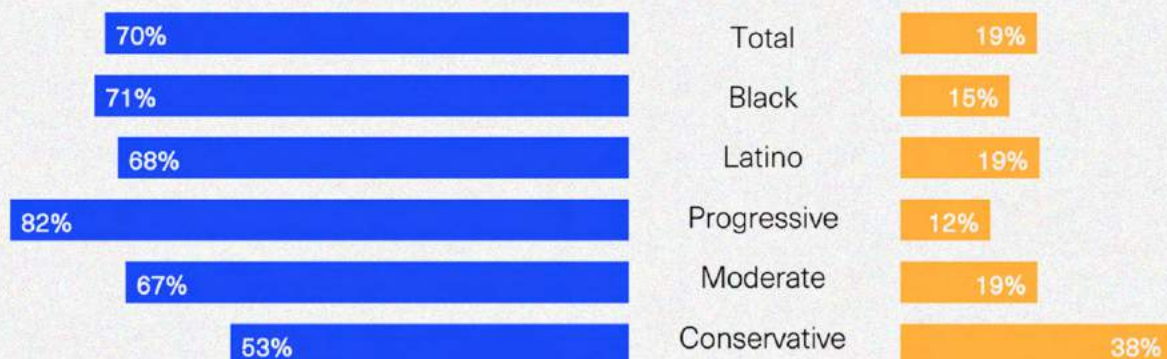 70% Total 19%
71% Black 15%
68% Latino 19%
82% Progressive 12%
67% Moderate 19%
53% Conservative 38%